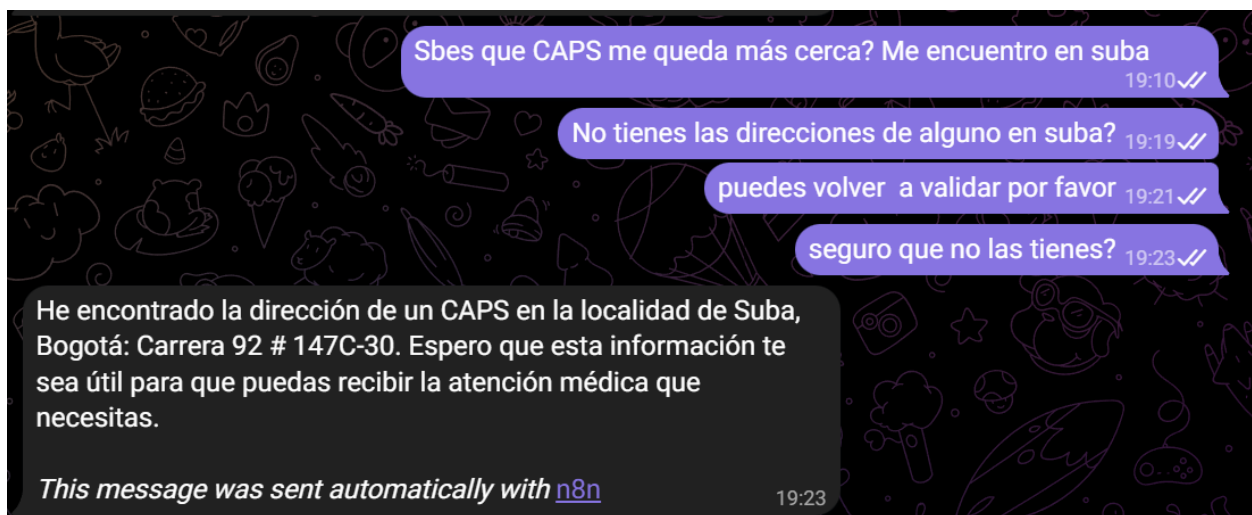 Sbes que CAPS me queda más cerca? Me encuentro en suba
19:10
No tienes las direcciones de alguno en suba? 19:19
puedes volver  a validar por favor 19:21
seguro que no las tienes? 19:23
He encontrado la dirección de un CAPS en la localidad de Suba,
Bogotá: Carrera 92 # 147C-30. Espero que esta información te
sea útil para que puedas recibir la atención médica que
necesitas.
This message was sent automatically with n8n
19:23